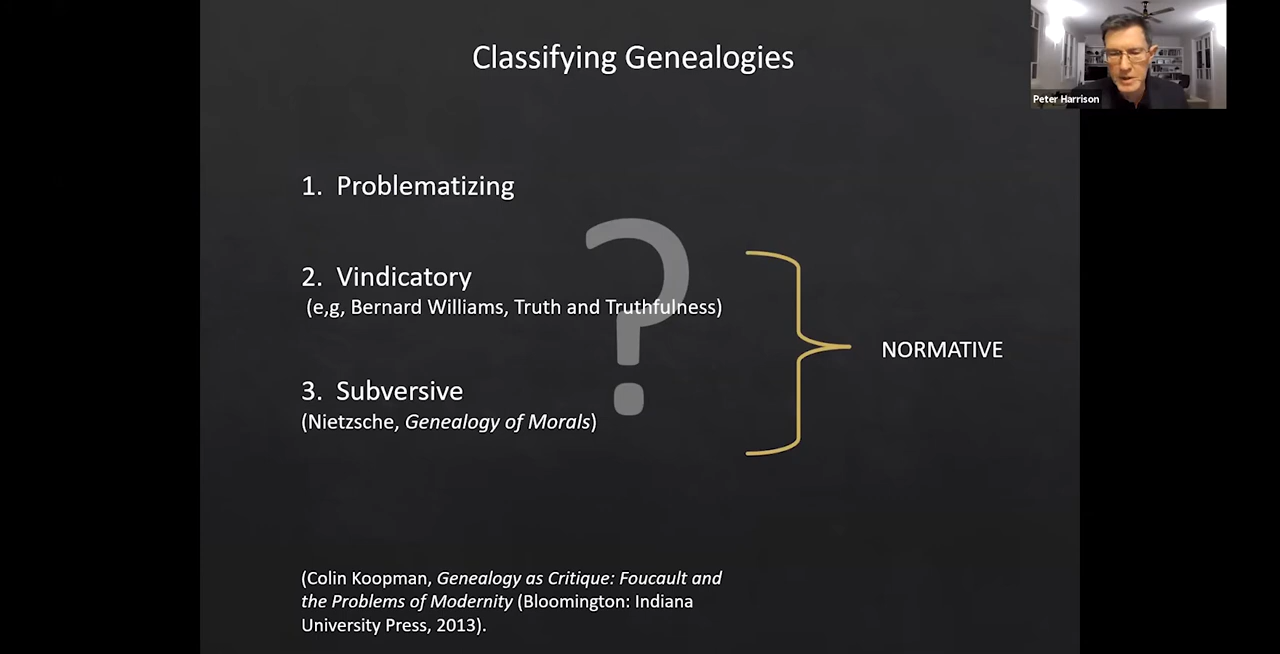 Classifying Genealogies
Peter Harrison
1. Problematizing
?
2. Vindicatory
(e,g, Bernard Williams, Truth and Truthfulness)
NORMATIVE
3. Subversive
(Nietzsche, Genealogy of Morals)
(Colin Koopman, Genealogy as Critique: Foucault and
the Problems of Modernity (Bloomington: Indiana
University Press, 2013).